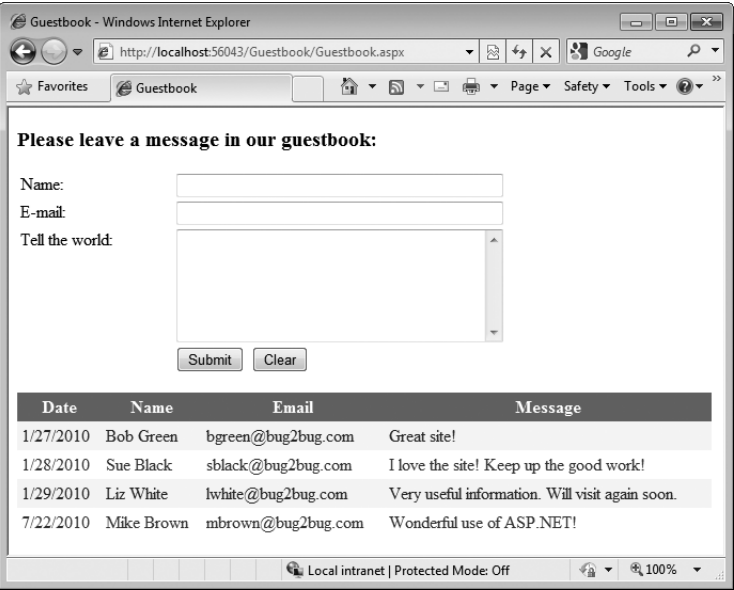 Guestbook - Windows Internet Explorer
http://localhost:56043/Guestbook/Guestbook.aspx
Google
Favorites
Guestbook
Page
Safety
Tools
Please leave a message in our guestbook:
Name:
E-mail:
Tell the world:
Submit
Clear
Date Name Email Message
1/27/2010 Bob Green bgreen@bug2bug.com Great site!
1/28/2010 Sue Black sblack@bug2bug.com I love the site! Keep up the good work!
1/29/2010 Liz White lwhite@bug2bug.com Very useful information. Will visit again soon.
7/22/2010 Mike Brown mbrown@bug2bug.com Wonderful use of ASP.NET!
Local intranet | Protected Mode: Off
100%